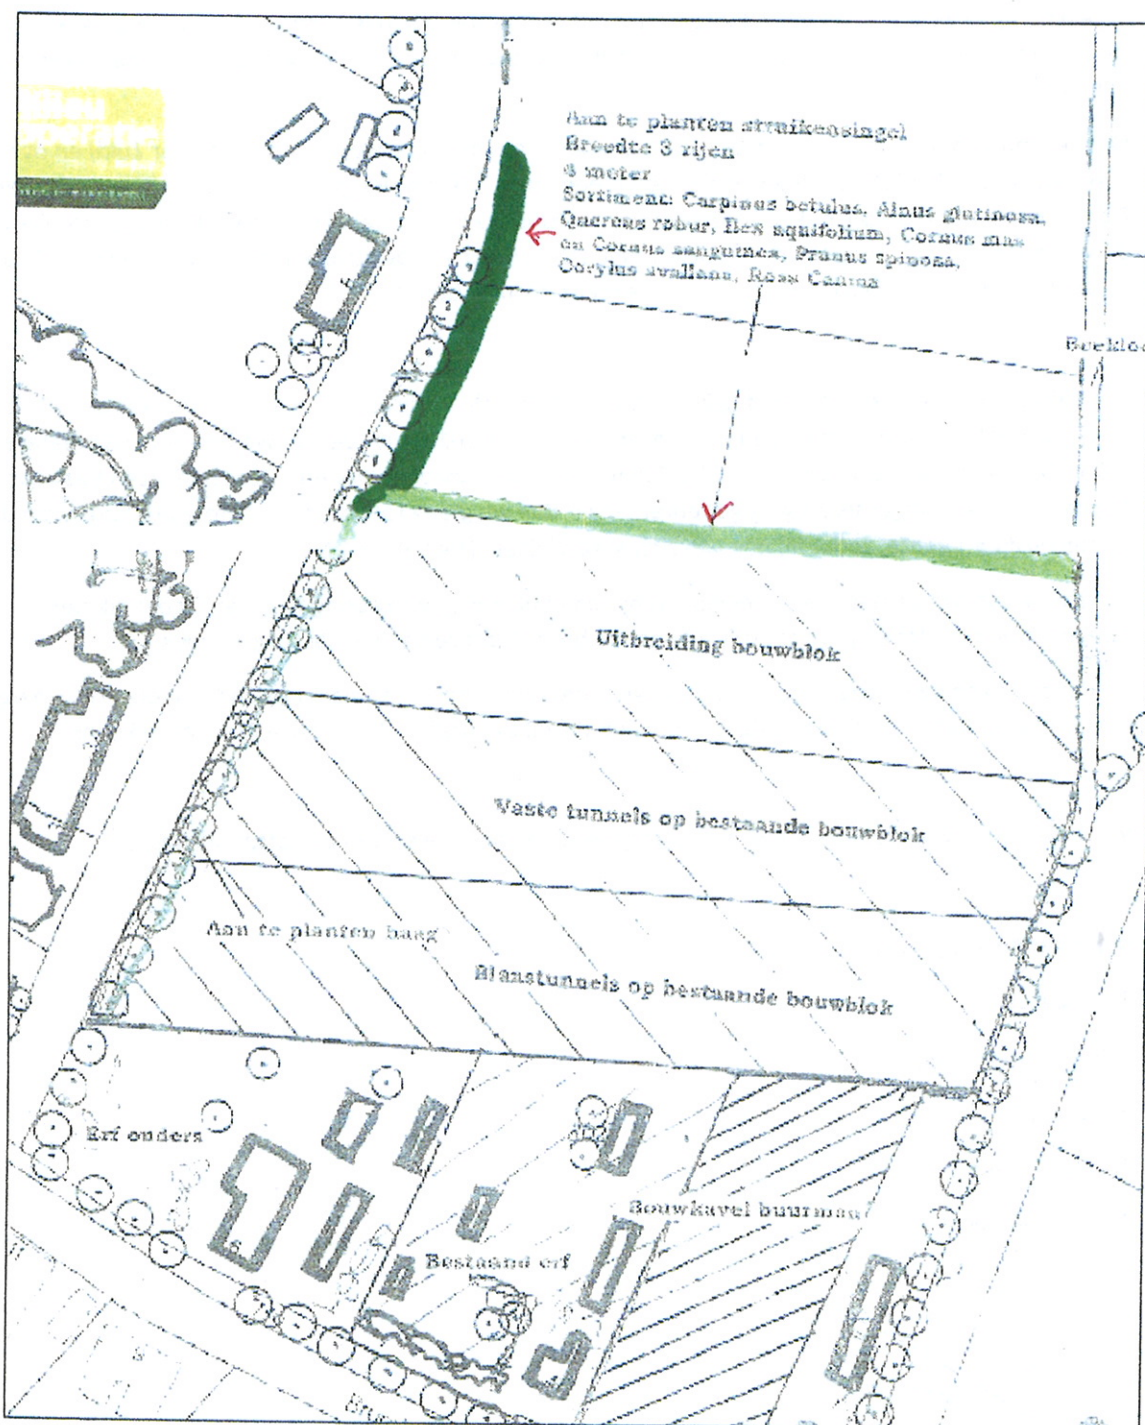 Aan te planten struikensingel
Breedte 3 rijen
meter
Sortiment: Carpinus betulus, Alnus glutinosa,
Quercus robur, Ilex aquifolium, Cornus mas
en Cornus sanguinea, Prunus spinosa,
Corylus avellana, Rosa Canina
Uitbreiding bouwblok
Vaste tunnels op bestaande bouwblok
Aan te planten haag
Blaastunnels op bestaande bouwblok
Erf ouders
Bouwkavel buurman
Bestaand erf